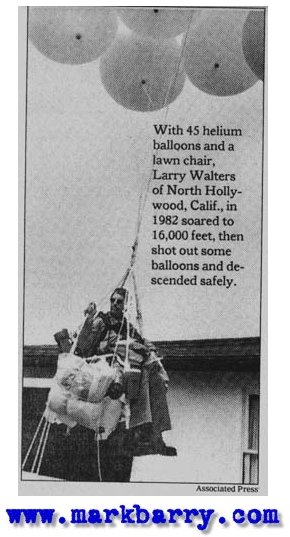 With 45 helium
balloons and a
lawn chair,
Larry Walters
of North Holly-
wood, Calif., in
1982 soared to
16,000 feet, then
shot out some
balloons and de-
scended safely.
Associated Press
www.markbarry.com